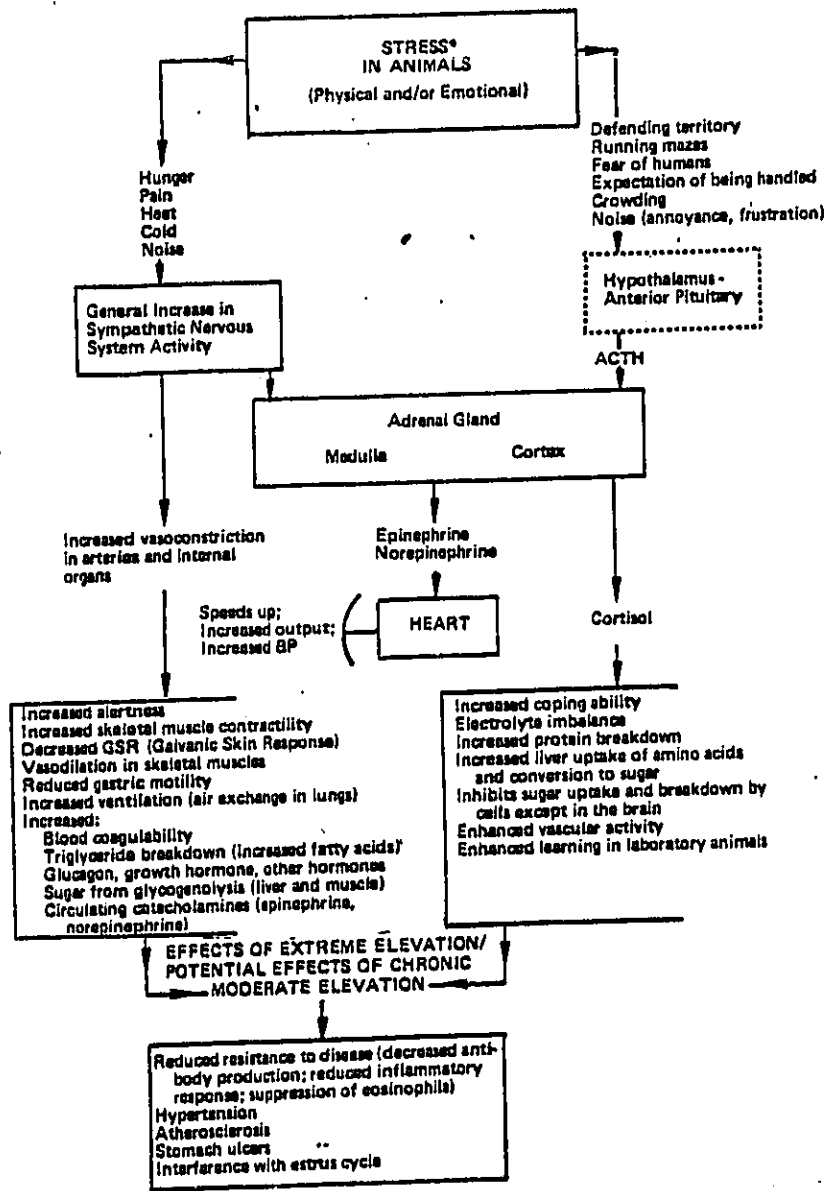 STRESS*
IN ANIMALS
(Physical and/or Emotional)
Hunger
Pain
Heat
Cold
Noise
Defending territory
Running mazes
Fear of humans
Expectation of being handled
Crowding
Noise (annoyance, frustration)
General Increase in
Sympathetic Nervous
System Activity
Hypothalamus-
Anterior Pituitary
ACTH
Adrenal Gland
Medulla Cortex
Increased vasoconstriction
in arteries and internal
organs
Epinephrine
Norepinephrine
Speeds up;
Increased output;
Increased BP
HEART
Cortisol
Increased alertness
Increased skeletal muscle contractility
Decreased GSR (Galvanic Skin Response)
Vasodilation in skeletal muscles
Reduced gastric motility
Increased ventilation (air exchange in lungs)
Increased:
Blood coagulability
Triglyceride breakdown (increased fatty acids)
Glucagon, growth hormone, other hormones
Sugar from glycogenolysis (liver and muscle)
Circulating catecholamines (epinephrine,
norepinephrine)
Increased coping ability
Electrolyte imbalance
Increased protein breakdown
Increased liver uptake of amino acids
and conversion to sugar
Inhibits sugar uptake and breakdown by
cells except in the brain
Enhanced vascular activity
Enhanced learning in laboratory animals
EFFECTS OF EXTREME ELEVATION/
POTENTIAL EFFECTS OF CHRONIC
MODERATE ELEVATION
Reduced resistance to disease (decreased anti-
body production; reduced inflammatory
response; suppression of eosinophils)
Hypertension
Atherosclerosis
Stomach ulcers
Interference with estrus cycle